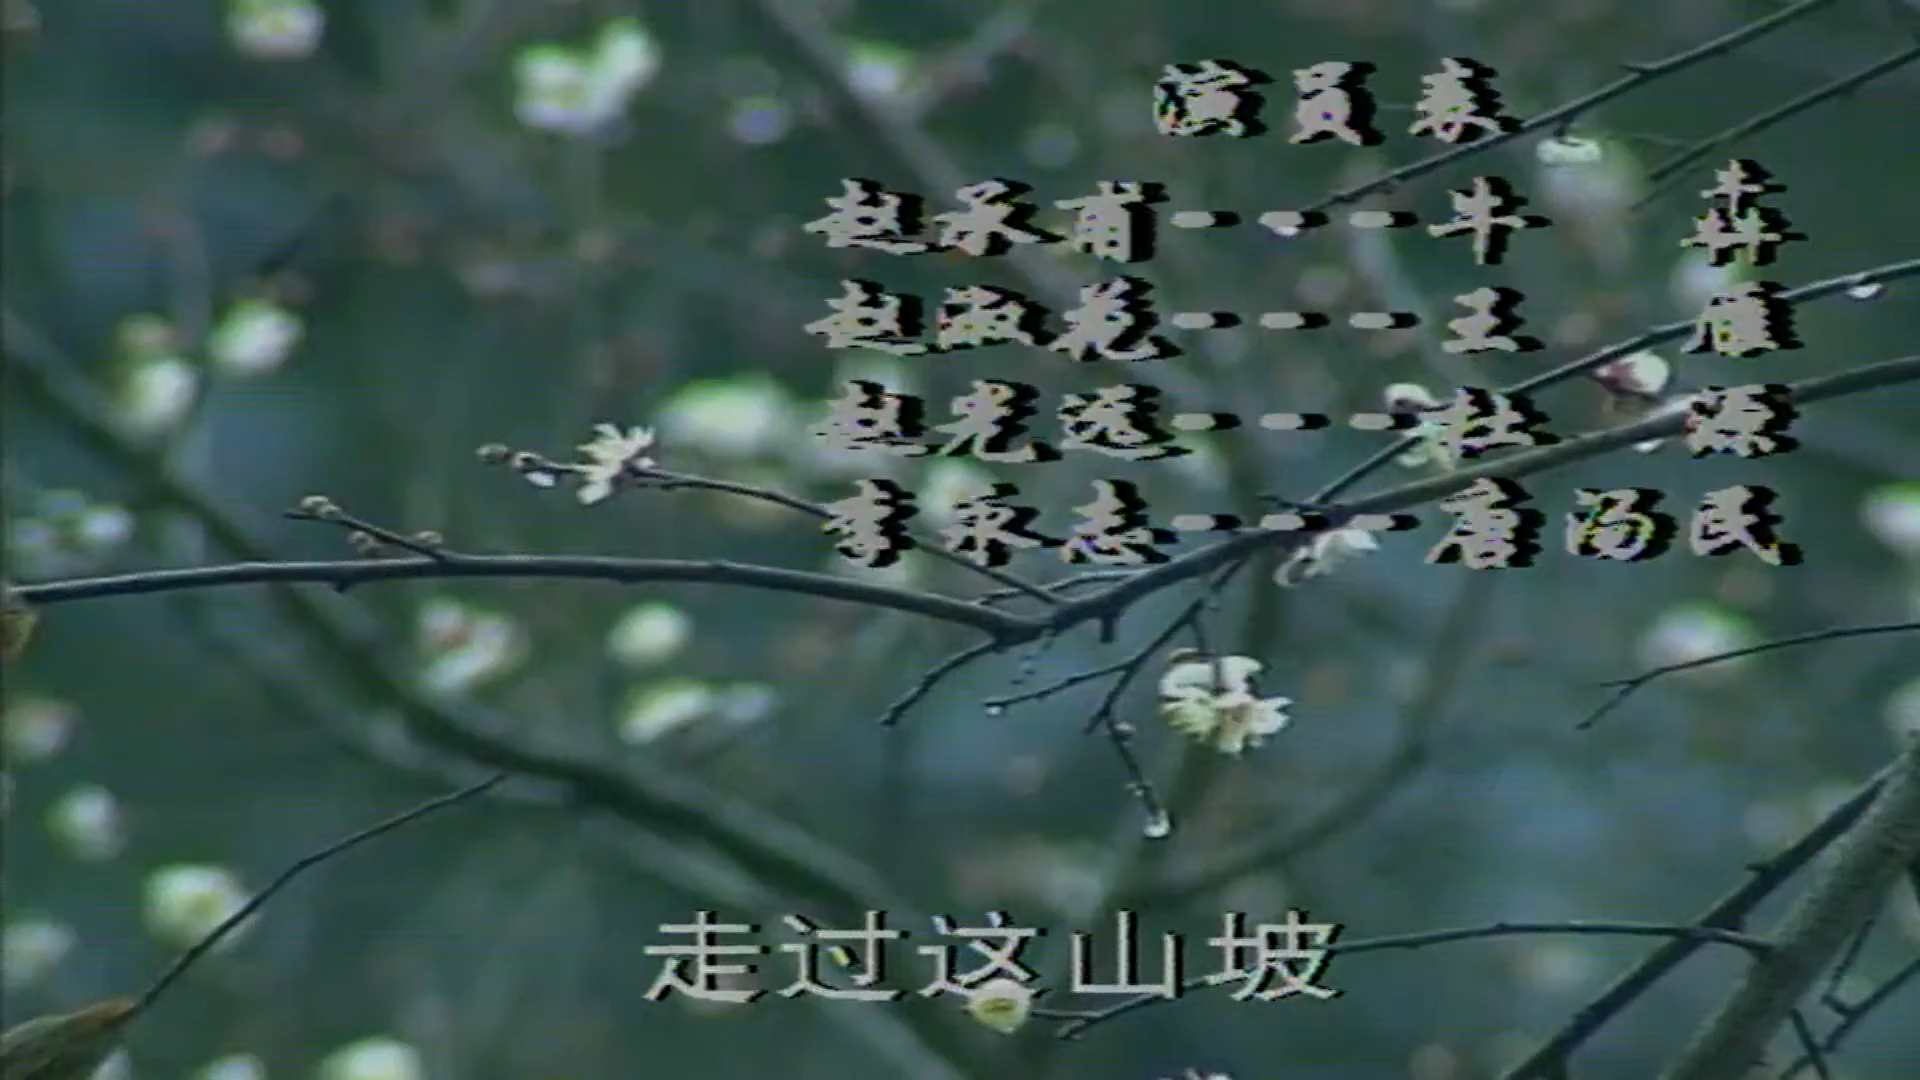 演员表
赵承甫---牛犇
赵淑花---王雁
赵光远---杜源
李永志---唐汤民
走过这山坡